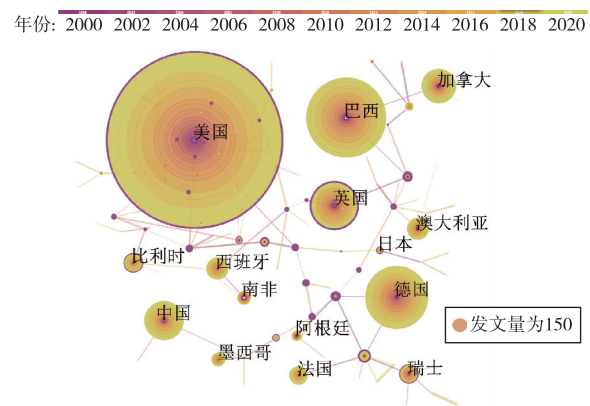 年份: 2000 2002 2004 2006 2008 2010 2012 2014 2016 2018 2020
加拿大
巴西
美国
英国
澳大利亚
日本
比利时
西班牙
南非
德国
中国
阿根廷
发文量为150
墨西哥
法国
瑞士